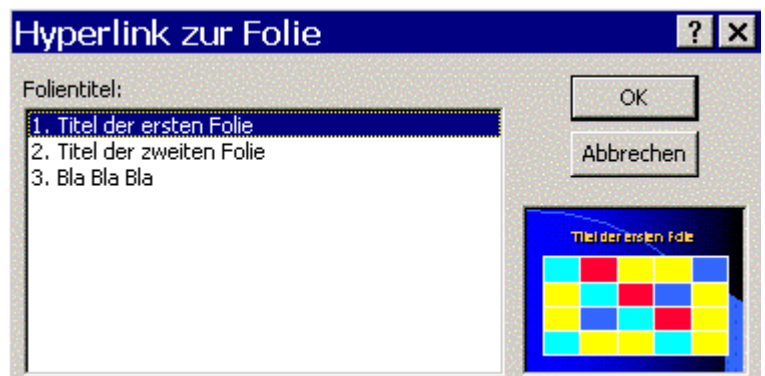 Hyperlink zur Folie
Folientitel:
1. Titel der ersten Folie
2. Titel der zweiten Folie
3. Bla Bla Bla
OK
Abbrechen
Titel der ersten Folie